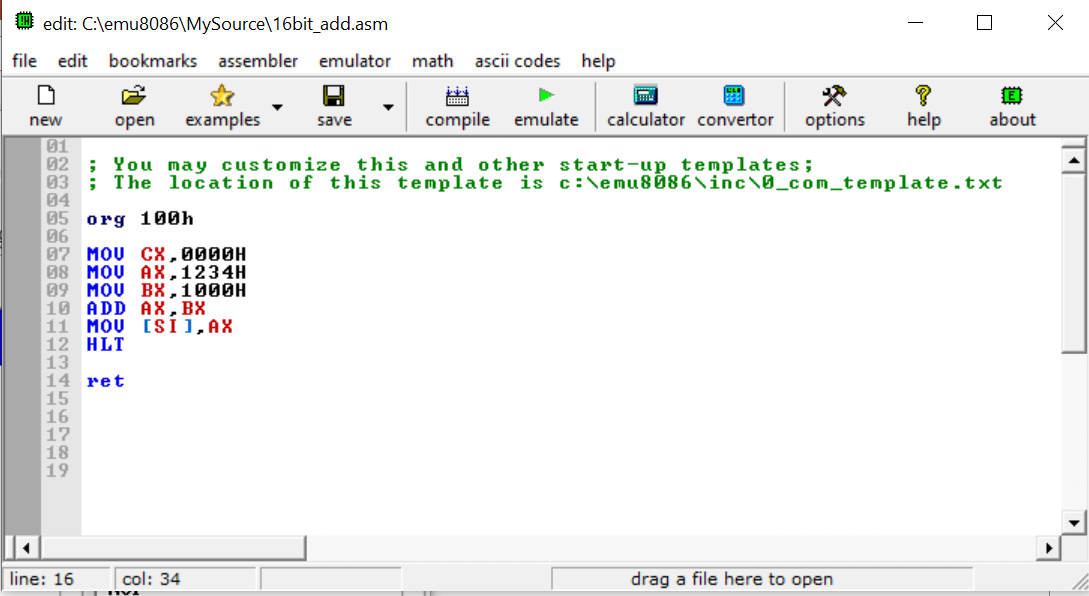 edit: C:\emu8086\MySource\16bit_add.asm
file edit bookmarks assembler emulator math ascii codes help
new open examples save compile emulate calculator convertor options help about
01
02 ; You may customize this and other start-up templates;
03 ; The location of this template is c:\emu8086\inc\0_com_template.txt
04
05 org 100h
06
07 MOV CX,0000H
08 MOV AX,1234H
09 MOV BX,1000H
10 ADD AX,BX
11 MOV [SI],AX
12 HLT
13
14 ret
15
16
17
18
19
line: 16 col: 34 drag a file here to open